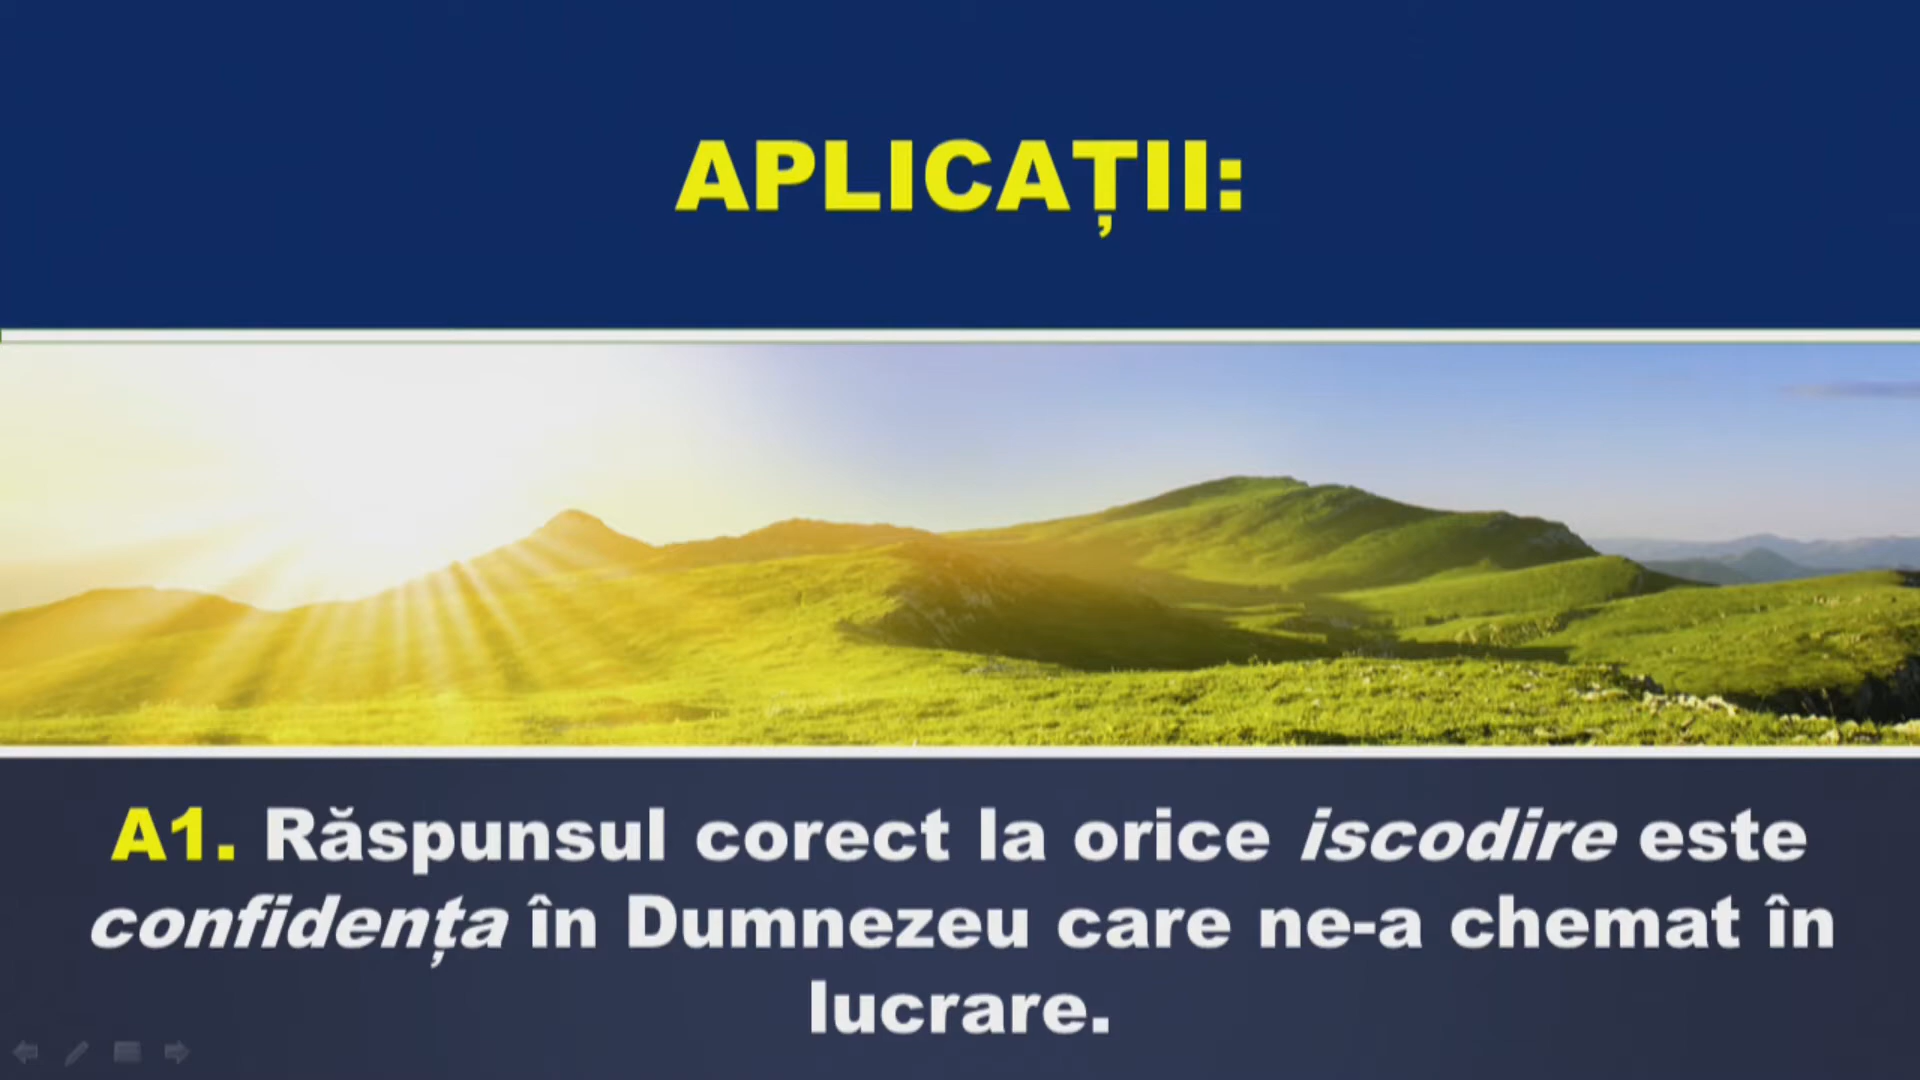 APLICAȚII:
A1. Răspunsul corect la orice iscodire este
confidența în Dumnezeu care ne-a chemat în
lucrare.